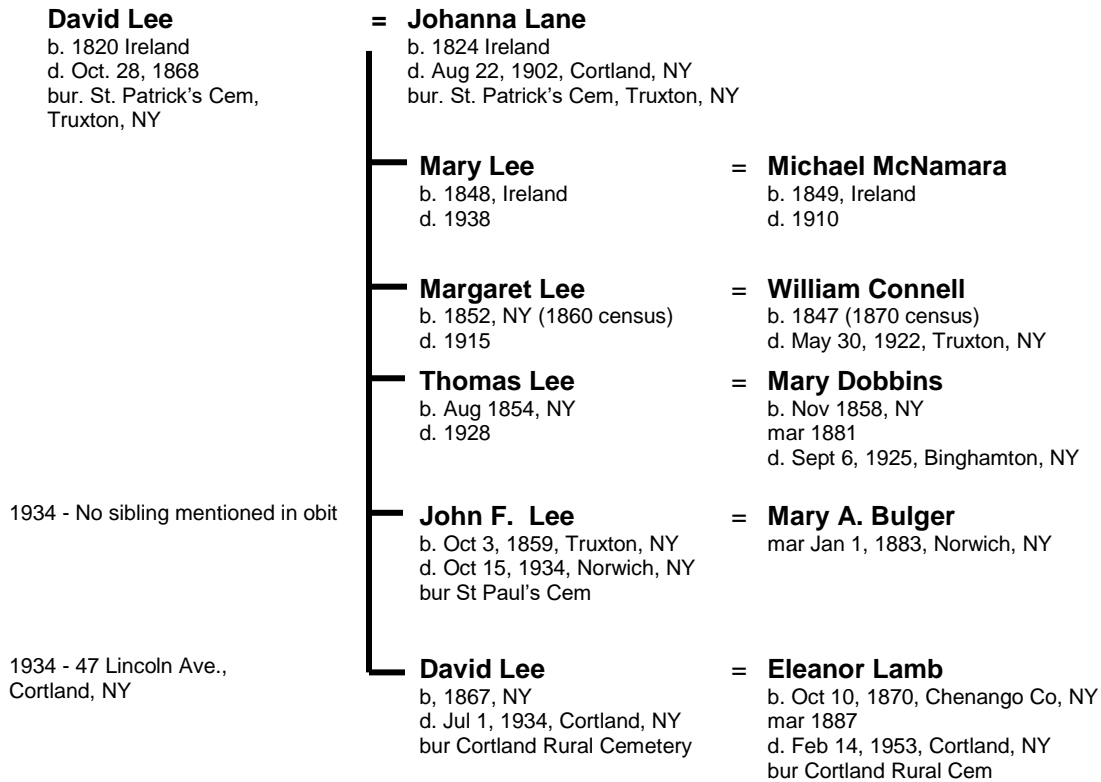 David Lee = Johanna Lane
b. 1820 Ireland b. 1824 Ireland
d. Oct. 28, 1868 d. Aug 22, 1902, Cortland, NY
bur. St. Patrick's Cem, bur. St. Patrick's Cem, Truxton, NY
Truxton, NY
Mary Lee = Michael McNamara
b. 1848, Ireland b. 1849, Ireland
d. 1938 d. 1910
Margaret Lee = William Connell
b. 1852, NY (1860 census) b. 1847 (1870 census)
d. 1915 d. May 30, 1922, Truxton, NY
Thomas Lee = Mary Dobbins
b. Aug 1854, NY b. Nov 1858, NY
d. 1928 mar 1881
d. Sept 6, 1925, Binghamton, NY
1934 - No sibling mentioned in obit John F. Lee = Mary A. Bulger
b. Oct 3, 1859, Truxton, NY mar Jan 1, 1883, Norwich, NY
d. Oct 15, 1934, Norwich, NY
bur St Paul's Cem
1934 - 47 Lincoln Ave., David Lee = Eleanor Lamb
Cortland, NY b, 1867, NY b. Oct 10, 1870, Chenango Co, NY
d. Jul 1, 1934, Cortland, NY mar 1887
bur Cortland Rural Cemetery d. Feb 14, 1953, Cortland, NY
bur Cortland Rural Cem